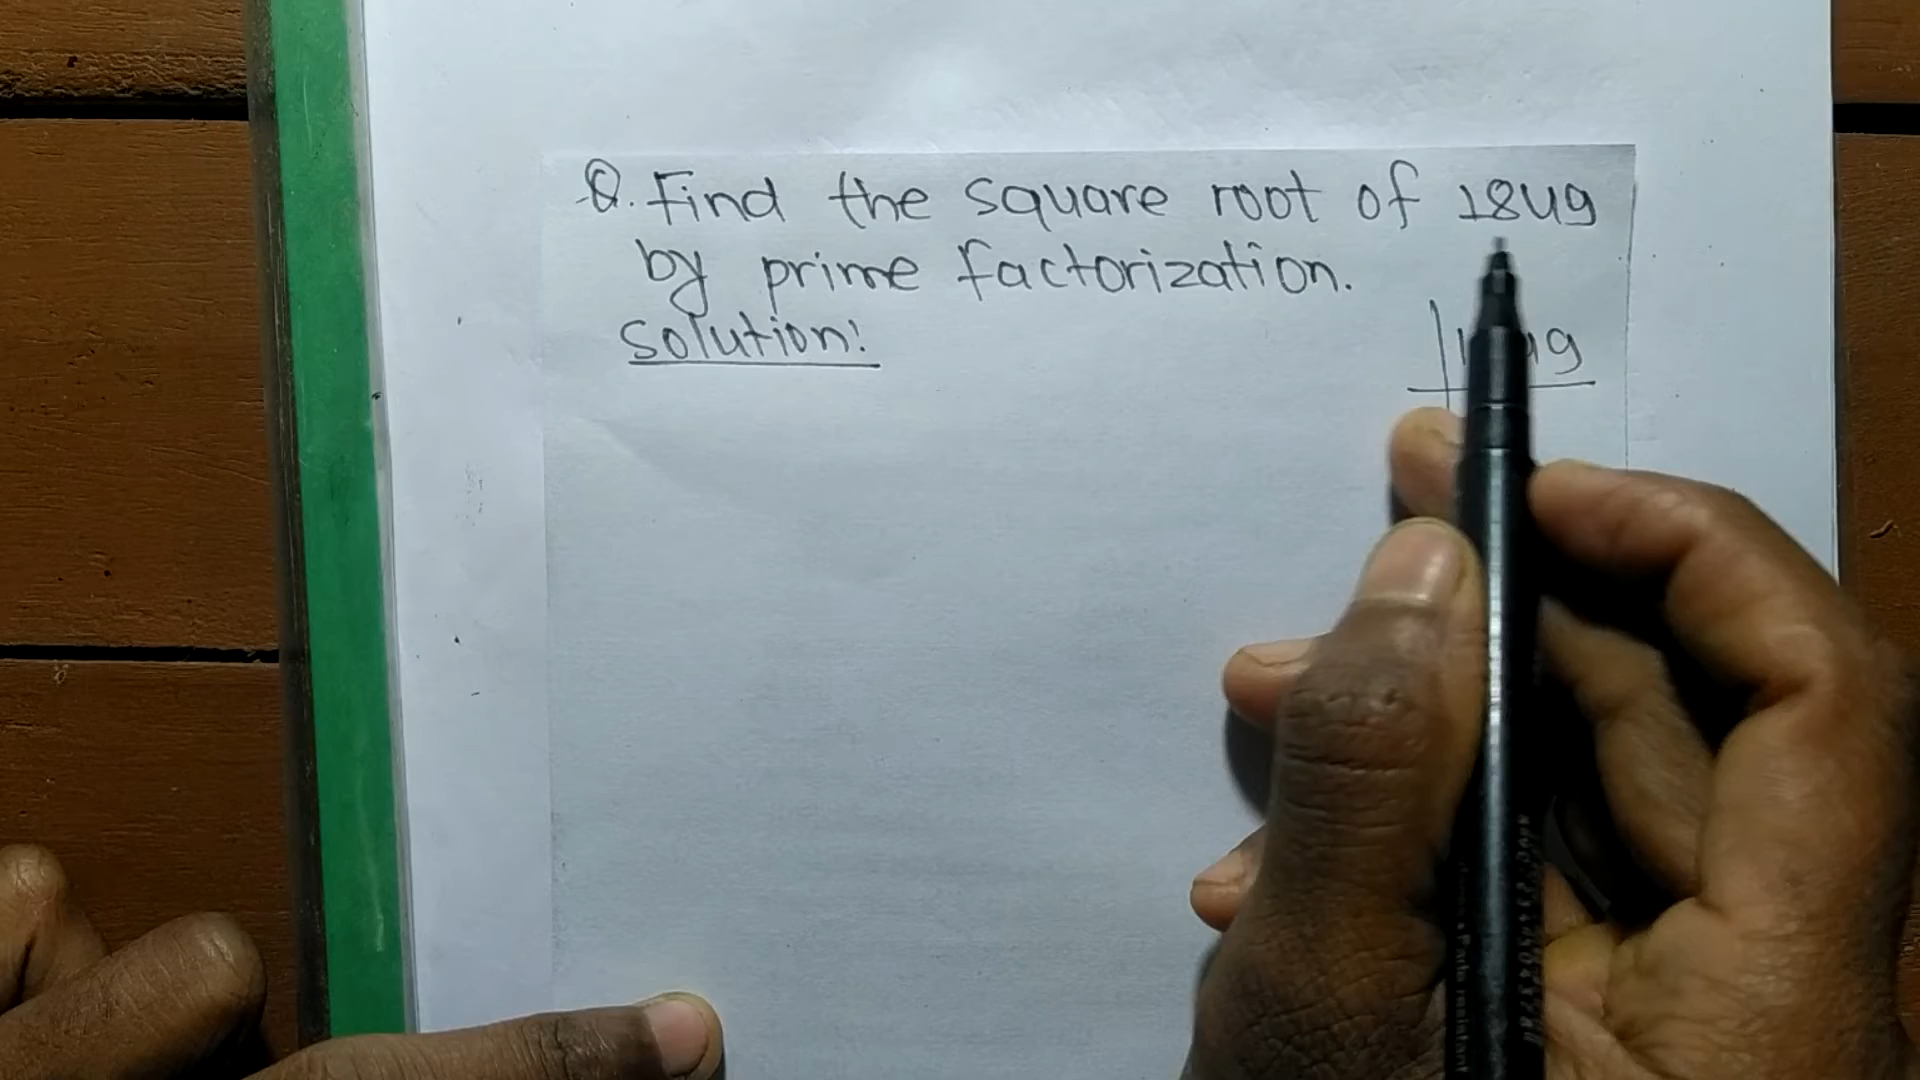 Q. Find the square root of 1849
by prime factorization.
Solution: